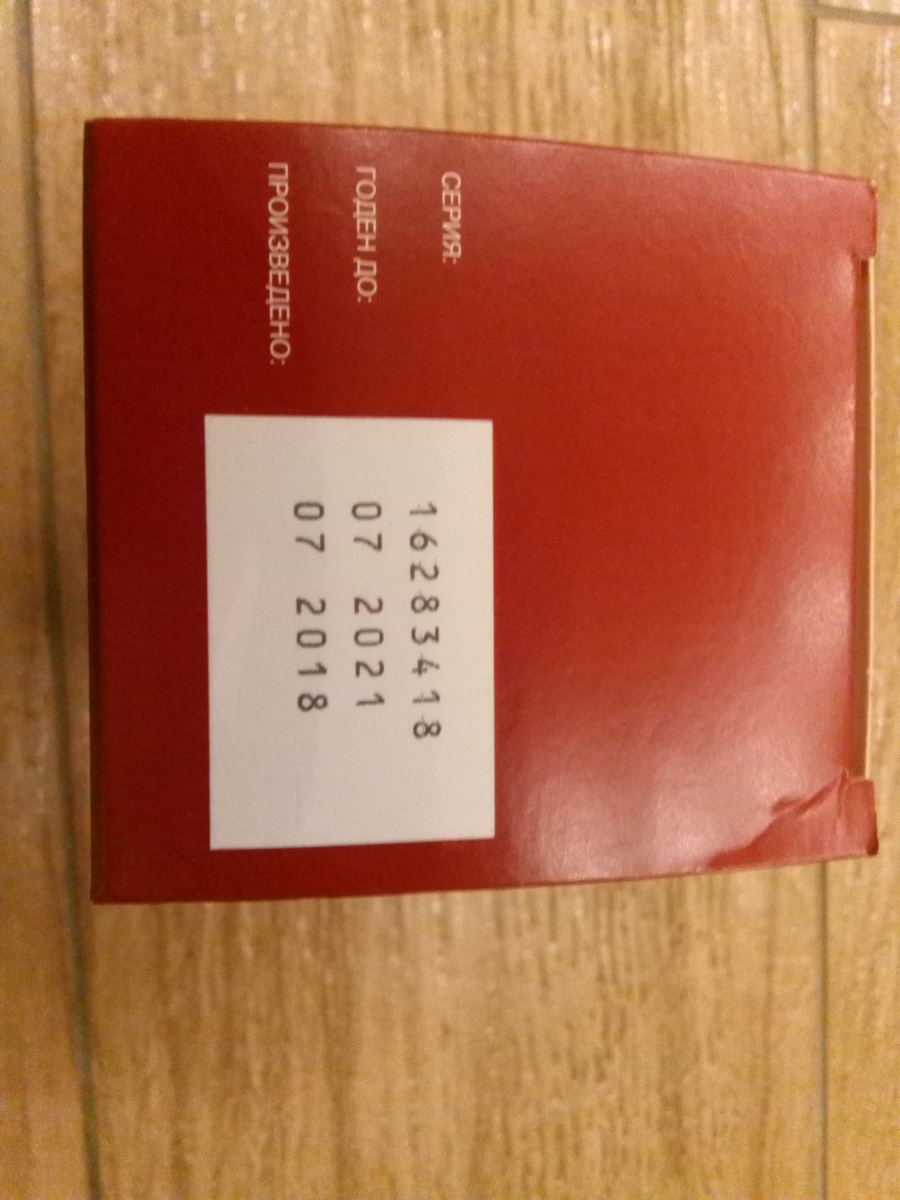 СЕРИЯ: 16283418
ГОДЕН ДО: 07 2021
ПРОИЗВЕДЕНО: 07 2018